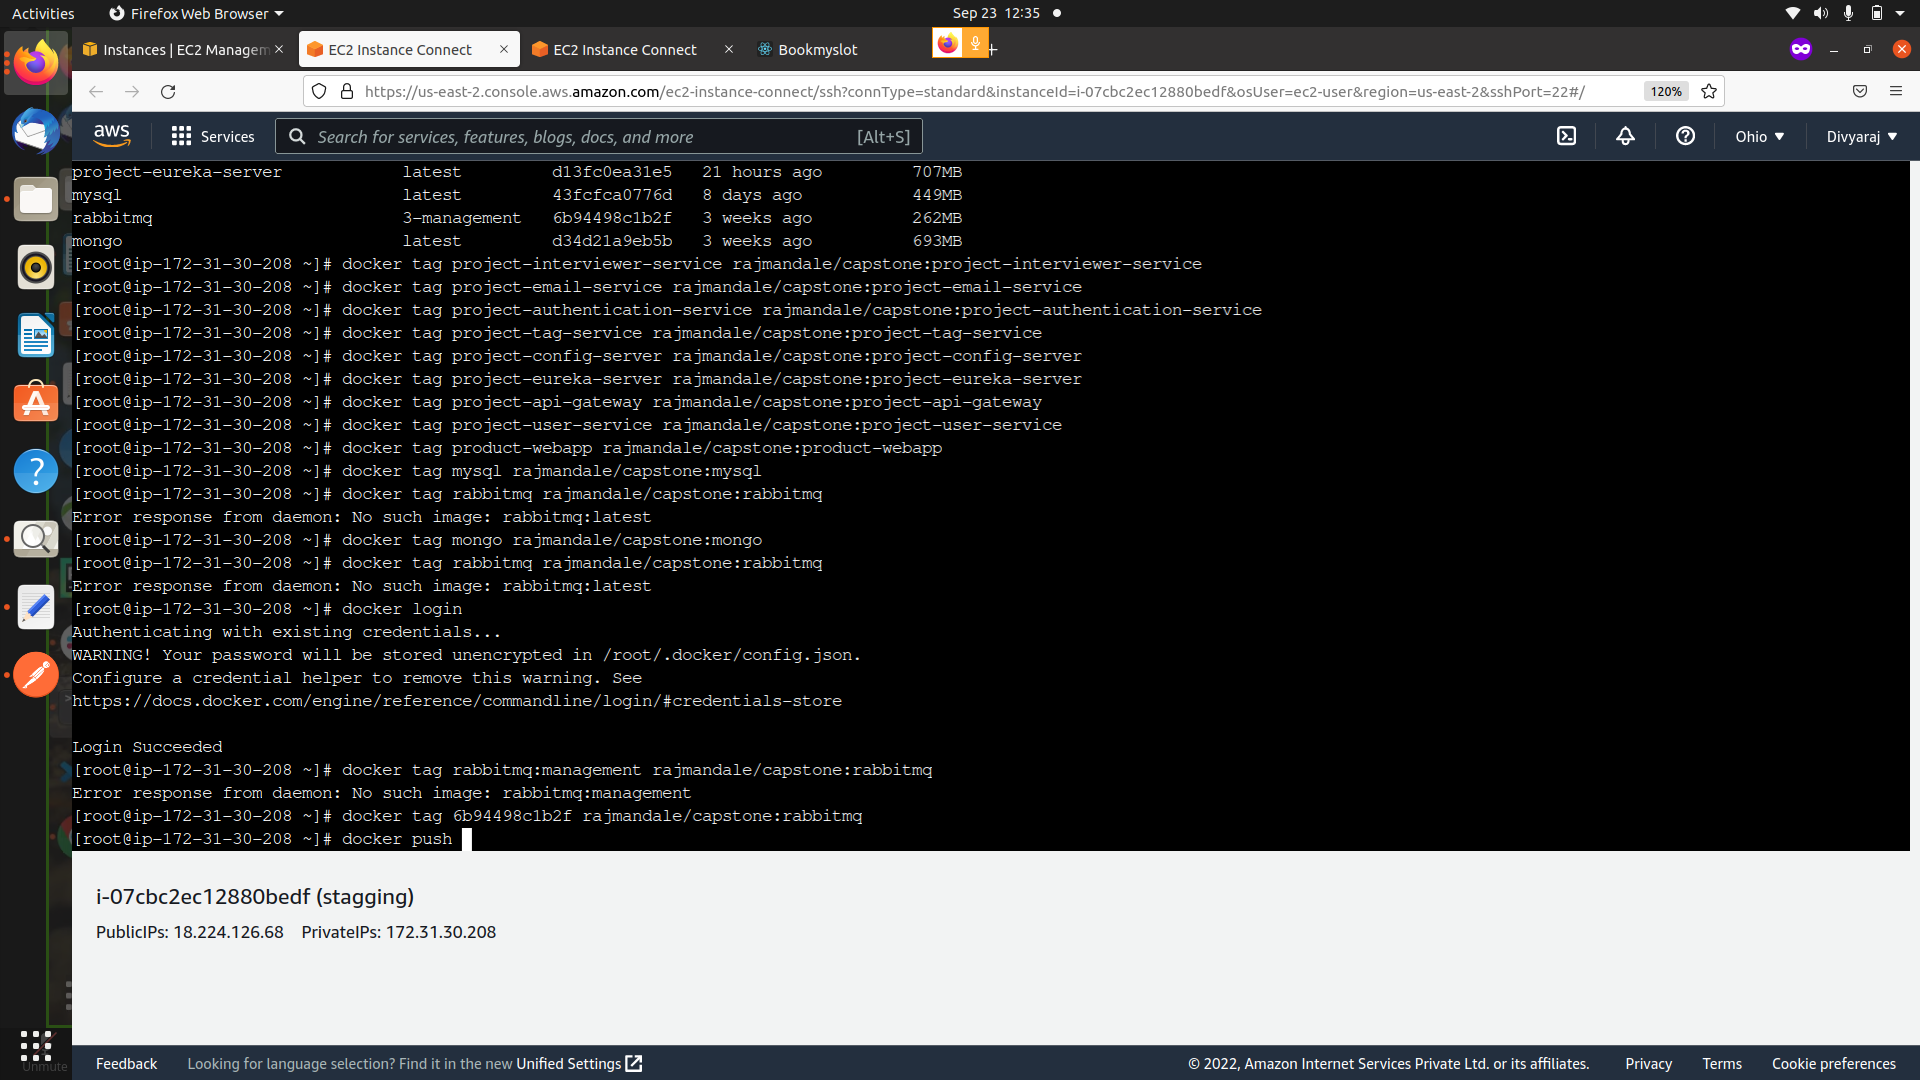 Activities
Firefox Web Browser
Sep 23 12:35
Instances | EC2 Managem
EC2 Instance Connect
EC2 Instance Connect
Bookmyslot
https://us-east-2.console.aws.amazon.com/ec2-instance-connect/ssh?connType=standard&instanceId=i-07cbc2ec12880bedf&osUser=ec2-user&region=us-east-2&sshPort=22#/
120%
aws
Services
Search for services, features, blogs, docs, and more
[Alt+S]
Ohio
Divyaraj
project-eureka-server latest d13fc0ea31e5 21 hours ago 707MB
mysql latest 43fcfca0776d 8 days ago 449MB
rabbitmq 3-management 6b94498c1b2f 3 weeks ago 262MB
mongo latest d34d21a9eb5b 3 weeks ago 693MB
[root@ip-172-31-30-208 ~]# docker tag project-interviewer-service rajmandale/capstone:project-interviewer-service
[root@ip-172-31-30-208 ~]# docker tag project-email-service rajmandale/capstone:project-email-service
[root@ip-172-31-30-208 ~]# docker tag project-authentication-service rajmandale/capstone:project-authentication-service
[root@ip-172-31-30-208 ~]# docker tag project-tag-service rajmandale/capstone:project-tag-service
[root@ip-172-31-30-208 ~]# docker tag project-config-server rajmandale/capstone:project-config-server
[root@ip-172-31-30-208 ~]# docker tag project-eureka-server rajmandale/capstone:project-eureka-server
[root@ip-172-31-30-208 ~]# docker tag project-api-gateway rajmandale/capstone:project-api-gateway
[root@ip-172-31-30-208 ~]# docker tag project-user-service rajmandale/capstone:project-user-service
[root@ip-172-31-30-208 ~]# docker tag product-webapp rajmandale/capstone:product-webapp
[root@ip-172-31-30-208 ~]# docker tag mysql rajmandale/capstone:mysql
[root@ip-172-31-30-208 ~]# docker tag rabbitmq rajmandale/capstone:rabbitmq
Error response from daemon: No such image: rabbitmq:latest
[root@ip-172-31-30-208 ~]# docker tag mongo rajmandale/capstone:mongo
[root@ip-172-31-30-208 ~]# docker tag rabbitmq rajmandale/capstone:rabbitmq
Error response from daemon: No such image: rabbitmq:latest
[root@ip-172-31-30-208 ~]# docker login
Authenticating with existing credentials...
WARNING! Your password will be stored unencrypted in /root/.docker/config.json.
Configure a credential helper to remove this warning. See
https://docs.docker.com/engine/reference/commandline/login/#credentials-store
Login Succeeded
[root@ip-172-31-30-208 ~]# docker tag rabbitmq:management rajmandale/capstone:rabbitmq
Error response from daemon: No such image: rabbitmq:management
[root@ip-172-31-30-208 ~]# docker tag 6b94498c1b2f rajmandale/capstone:rabbitmq
[root@ip-172-31-30-208 ~]# docker push
i-07cbc2ec12880bedf (stagging)
PublicIPs: 18.224.126.68 PrivateIPs: 172.31.30.208
Unmute
Feedback
Looking for language selection? Find it in the new Unified Settings
© 2022, Amazon Internet Services Private Ltd. or its affiliates.
Privacy
Terms
Cookie preferences